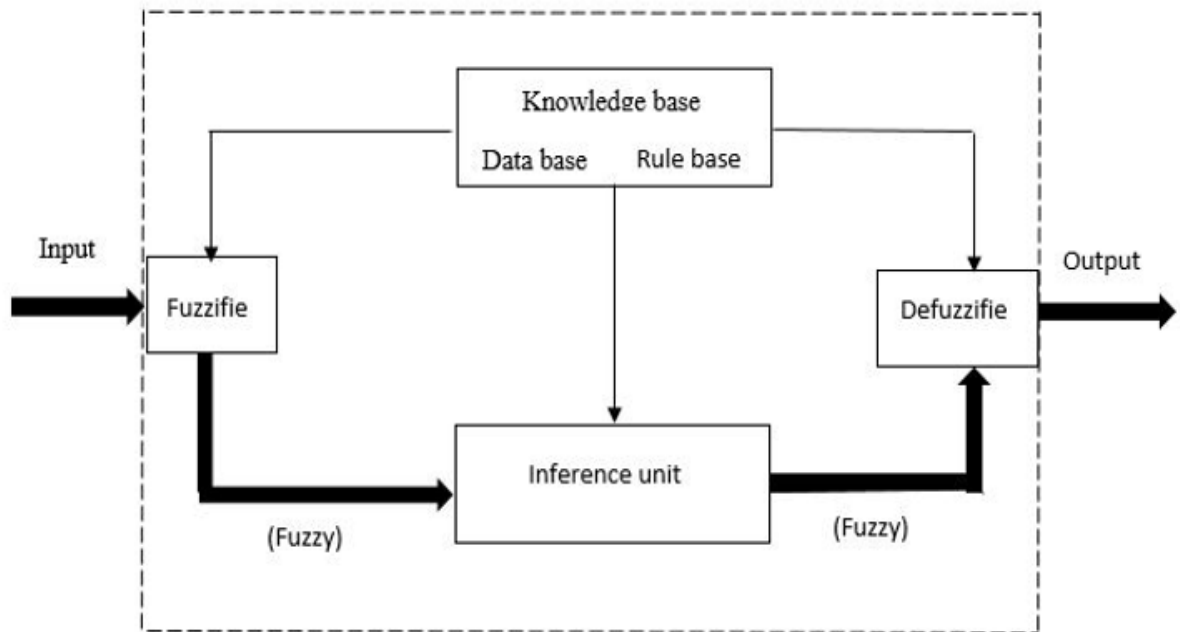 Knowledge base
Data base Rule base
Input
Fuzzifie
Defuzzifie
Output
Inference unit
(Fuzzy)
(Fuzzy)